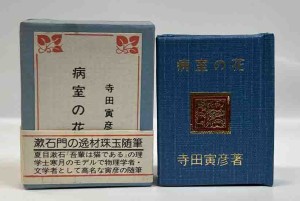 病室の花
寺田寅彦
漱石門の逸材珠玉随筆
夏目漱石「吾輩は猫である」の理
学士寒月のモデルで物理学者・
文学者として高名な寅彦の随筆
病室の花
寺田寅彦著